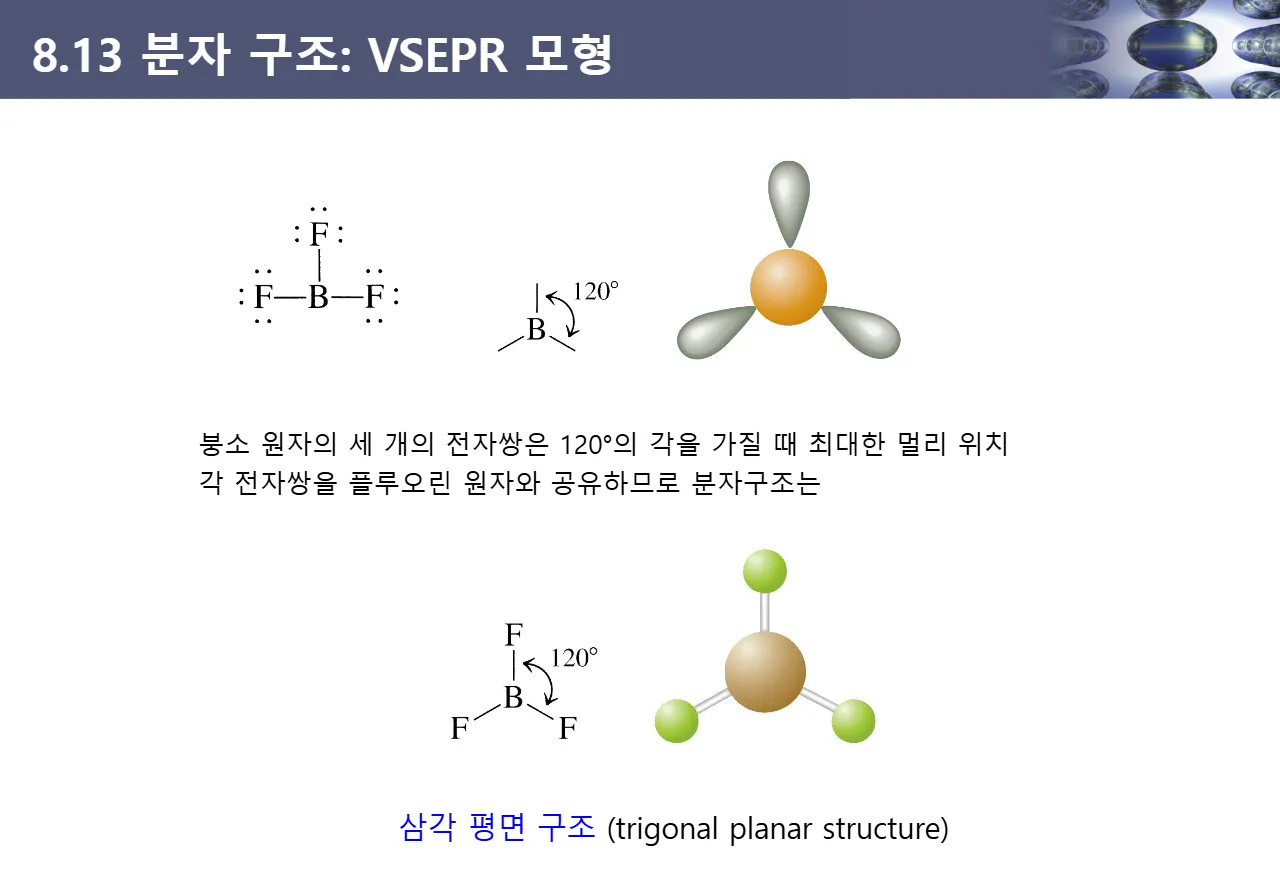 8.13 분자 구조: VSEPR 모형
:F:
:F—B—F:
120°
B
붕소 원자의 세 개의 전자쌍은 120°의 각을 가질 때 최대한 멀리 위치
각 전자쌍을 플루오린 원자와 공유하므로 분자구조는
F
120°
B
F F
삼각 평면 구조 (trigonal planar structure)